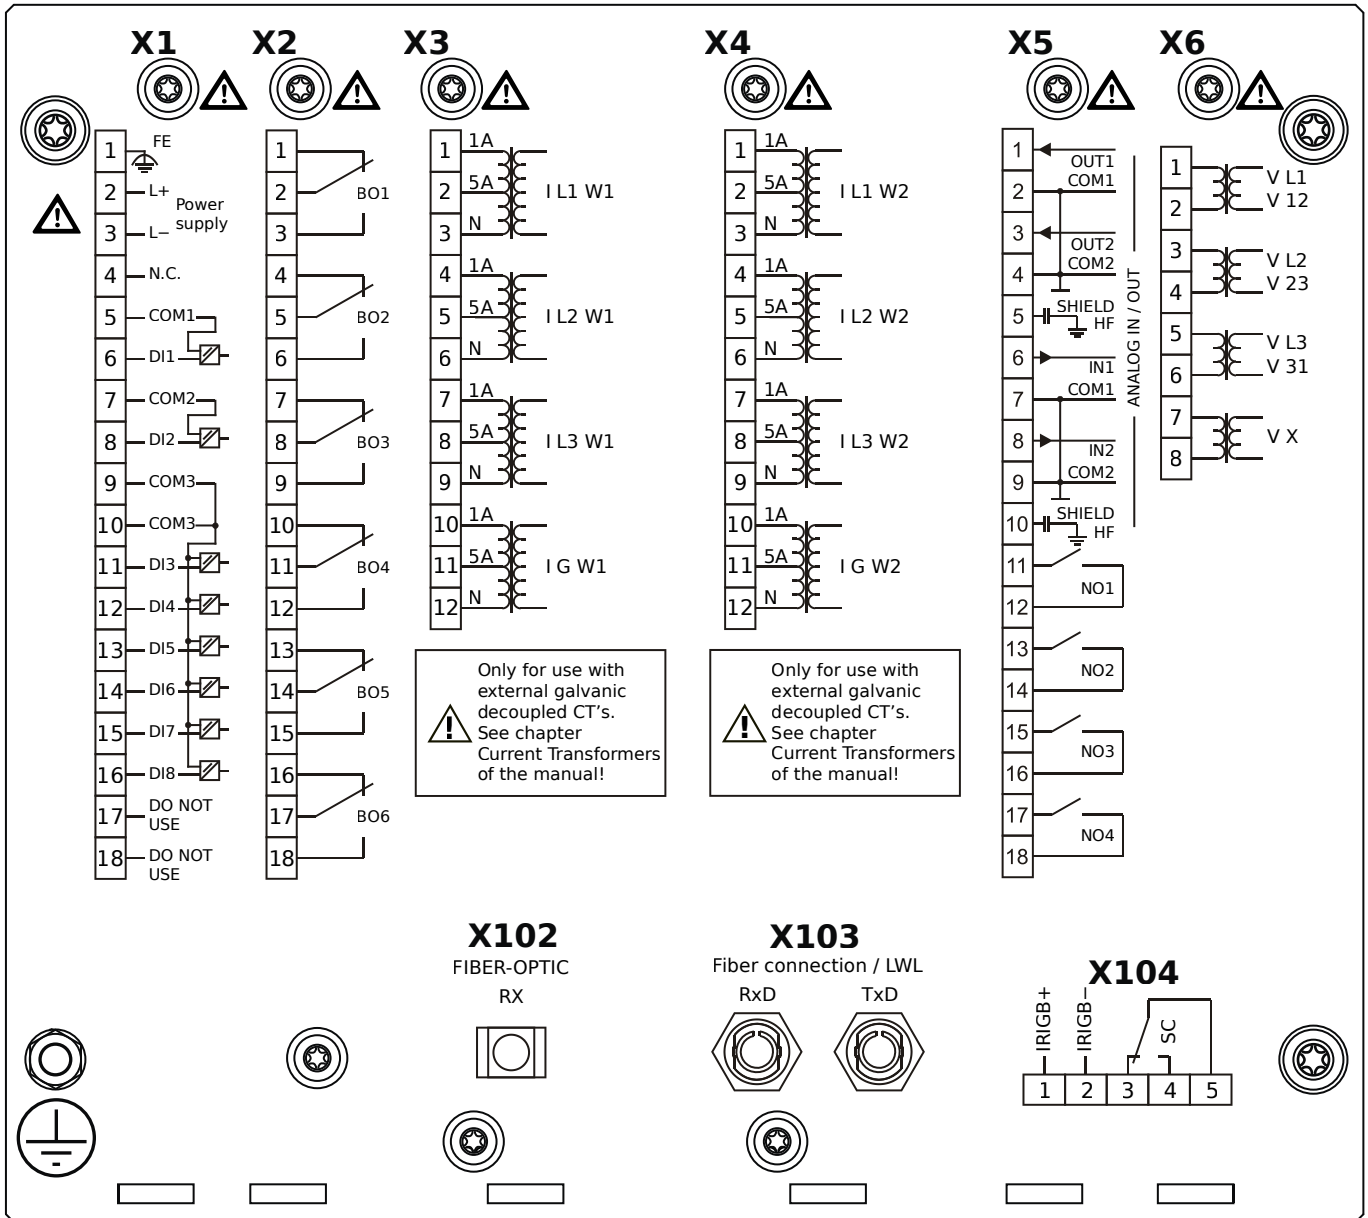 X1
X2
X3
X4
X5
X6
1 FE
2 L+
Power
supply
3 L−
4 N.C.
5 COM1
6 DI1
7 COM2
8 DI2
9 COM3
10 COM3
11 DI3
12 DI4
13 DI5
14 DI6
15 DI7
16 DI8
17 DO NOT
USE
18 DO NOT
USE
1
2 BO1
3
4
5 BO2
6
7
8 BO3
9
10
11 BO4
12
13
14 BO5
15
16
17 BO6
18
1 1A
2 5A I L1 W1
3 N
4 1A
5 5A I L2 W1
6 N
7 1A
8 5A I L3 W1
9 N
10 1A
11 5A I G W1
12 N
Only for use with
external galvanic
decoupled CT's.
See chapter
Current Transformers
of the manual!
1 1A
2 5A I L1 W2
3 N
4 1A
5 5A I L2 W2
6 N
7 1A
8 5A I L3 W2
9 N
10 1A
11 5A I G W2
12 N
Only for use with
external galvanic
decoupled CT's.
See chapter
Current Transformers
of the manual!
1 OUT1
2 COM1
3 OUT2
4 COM2
5 SHIELD
HF
6 IN1
7 COM1
8 IN2
9 COM2
10 SHIELD
HF
ANALOG IN / OUT
11
NO1
12
13
NO2
14
15
NO3
16
17
NO4
18
1 V L1
2 V 12
3 V L2
4 V 23
5 V L3
6 V 31
7 V X
8
X102
FIBER-OPTIC
RX
X103
Fiber connection / LWL
RxD TxD
X104
IRIGB+
IRIGB−
SC
1 2 3 4 5